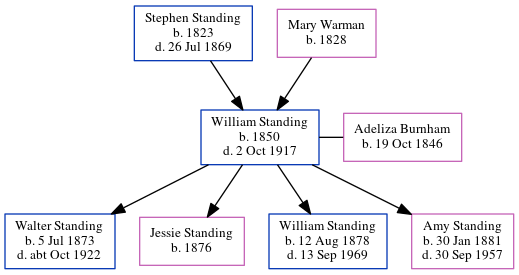 Stephen Standing
b. 1823
d. 26 Jul 1869
Mary Warman
b. 1828
William Standing
b. 1850
d. 2 Oct 1917
Adeliza Burnham
b. 19 Oct 1846
Walter Standing
b. 5 Jul 1873
d. abt Oct 1922
Jessie Standing
b. 1876
William Standing
b. 12 Aug 1878
d. 13 Sep 1969
Amy Standing
b. 30 Jan 1881
d. 30 Sep 1957